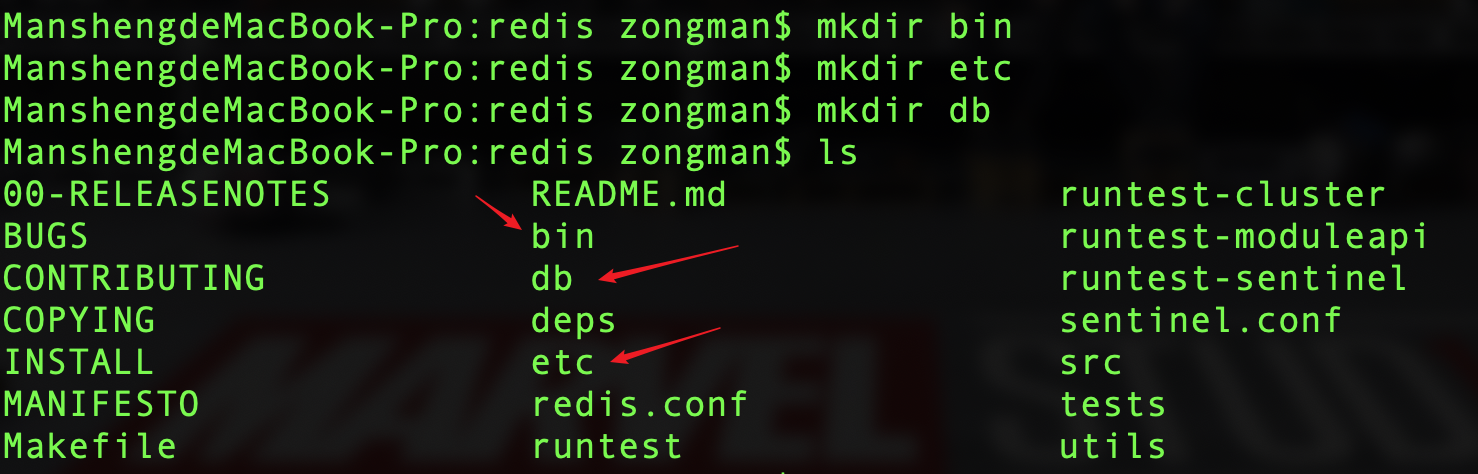 ManshengdeMacBook-Pro:redis zongman$ mkdir bin
ManshengdeMacBook-Pro:redis zongman$ mkdir etc
ManshengdeMacBook-Pro:redis zongman$ mkdir db
ManshengdeMacBook-Pro:redis zongman$ ls
00-RELEASENOTES README.md runtest-cluster
BUGS bin runtest-moduleapi
CONTRIBUTING db runtest-sentinel
COPYING deps sentinel.conf
INSTALL etc src
MANIFESTO redis.conf tests
Makefile runtest utils